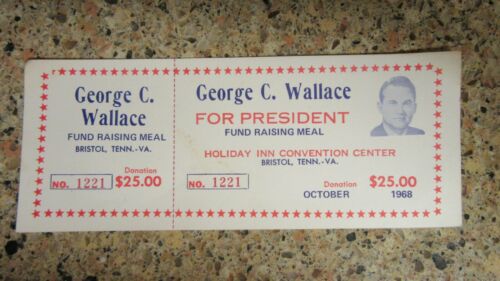 George C.
Wallace
FUND RAISING MEAL
BRISTOL, TENN.-VA.
Donation
NO. 1221 $25.00
George C. Wallace
FOR PRESIDENT
FUND RAISING MEAL
HOLIDAY INN CONVENTION CENTER
BRISTOL, TENN.-VA.
NO. 1221 Donation $25.00
OCTOBER 1968